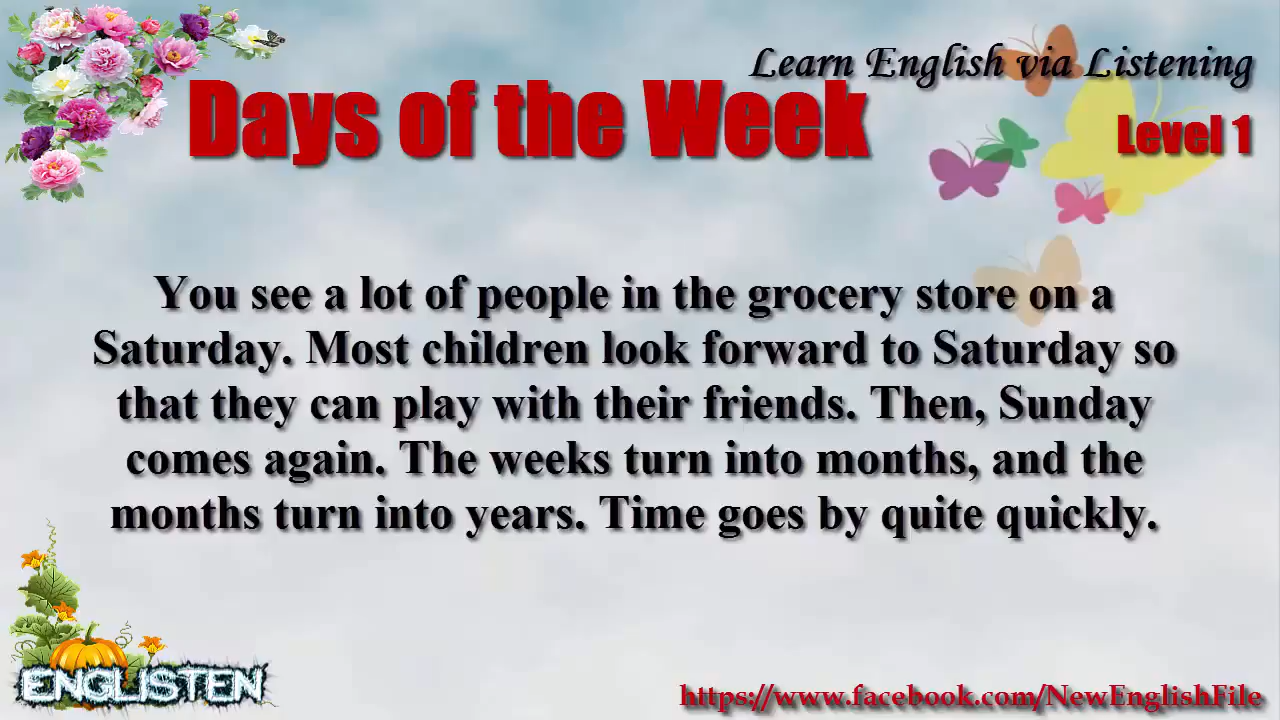 Learn English via Listening
Days of the Week
Level 1
You see a lot of people in the grocery store on a
Saturday. Most children look forward to Saturday so
that they can play with their friends. Then, Sunday
comes again. The weeks turn into months, and the
months turn into years. Time goes by quite quickly.
ENGLISTEN
https://www.facebook.com/NewEnglishFile